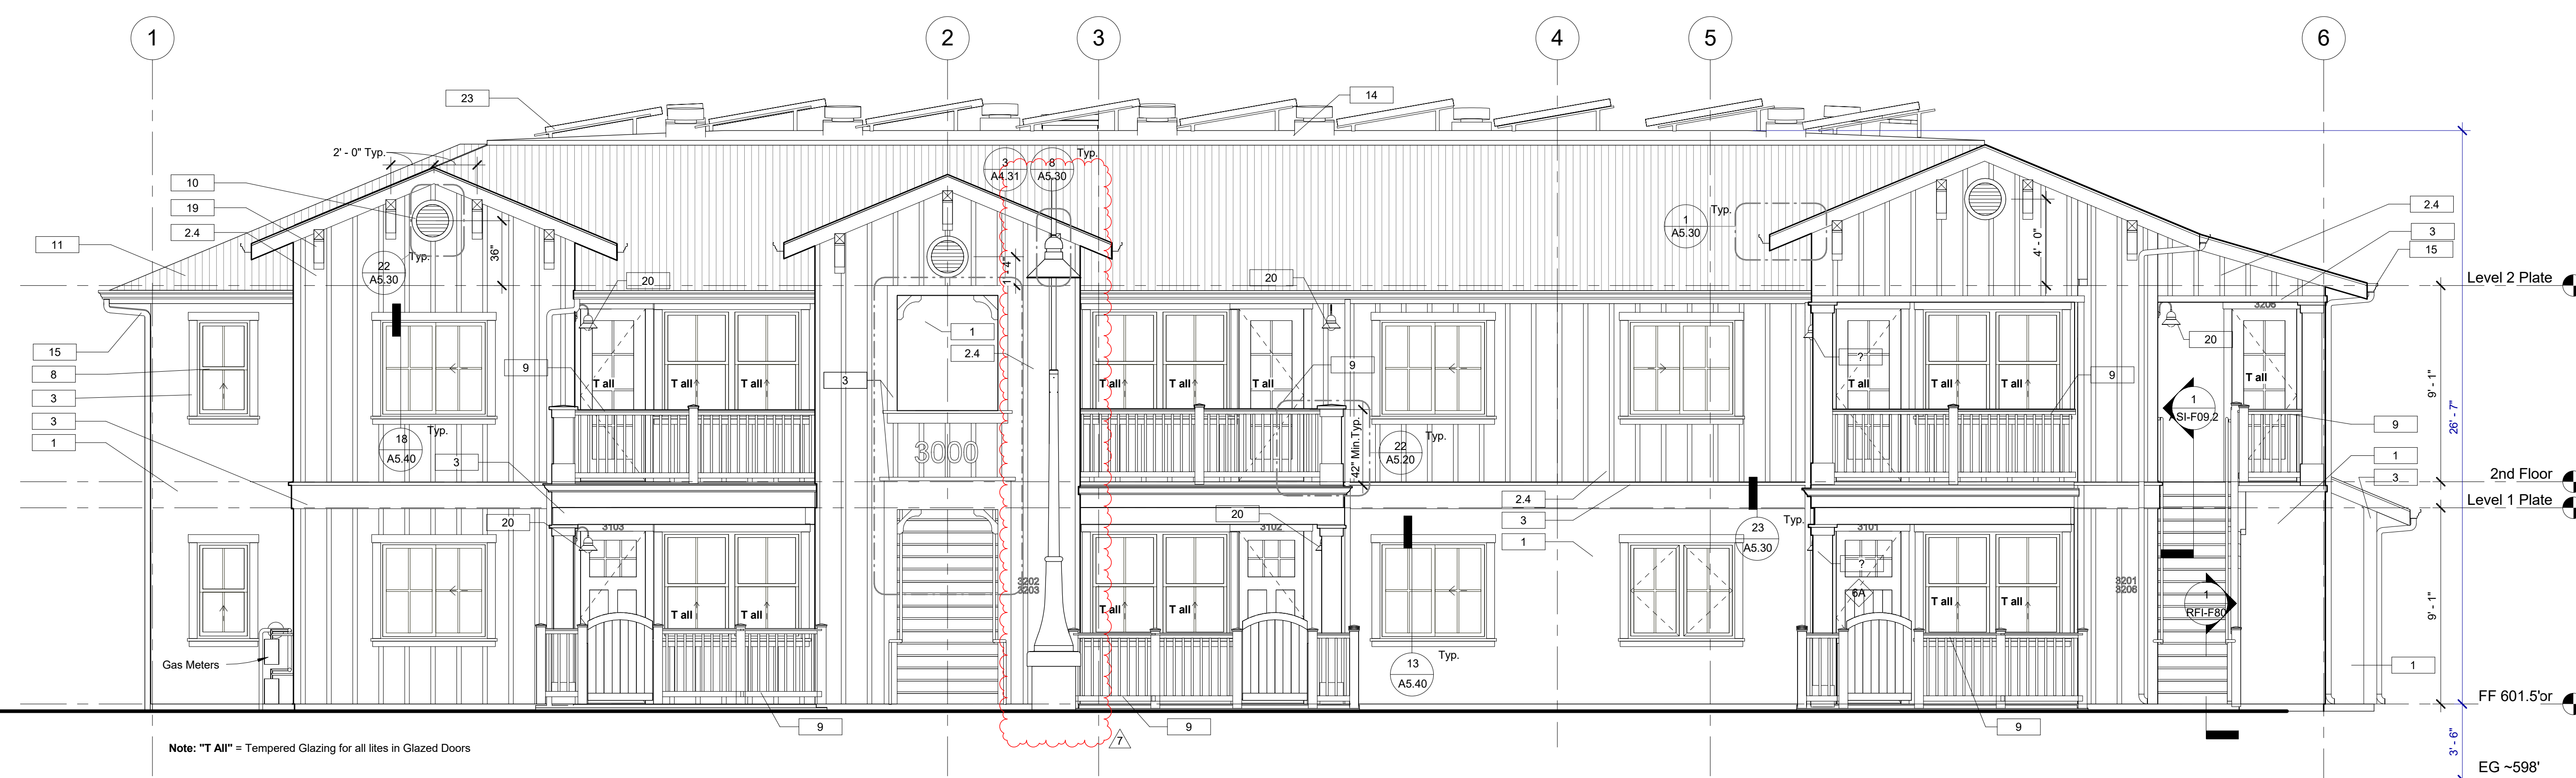 1
2
3
4
5
6
23
14
2' - 0" Typ.
3
A4.31
8
A5.30
Typ.
10
19
2.4
11
22
A5.30
Typ.
36"
1' - 4"
1
A5.30
Typ.
4' - 0"
2.4
3
15
Level 2 Plate
20
20
1
2.4
15
8
3
3
1
9
3
9
?
9
20
3206
T all
T all
T all
T all
T all
T all
T all
T all
T all
T all
1
ASI-F09.2
9' - 1"
26' - 7"
18
A5.40
Typ.
3
3000
42" Min.Typ.
22
A5.20
Typ.
9
1
3
2nd Floor
Level 1 Plate
2.4
3
1
23
A5.30
Typ.
20
3103
20
3102
3101
?
6A
3202
3203
3201
3206
1
RFI-F80
T all
T all
T all
T all
T all
T all
9' - 1"
Gas Meters
13
A5.40
Typ.
1
FF 601.5'or
9
9
9
7
3' - 6"
Note: "T All" = Tempered Glazing for all lites in Glazed Doors
EG ~598'